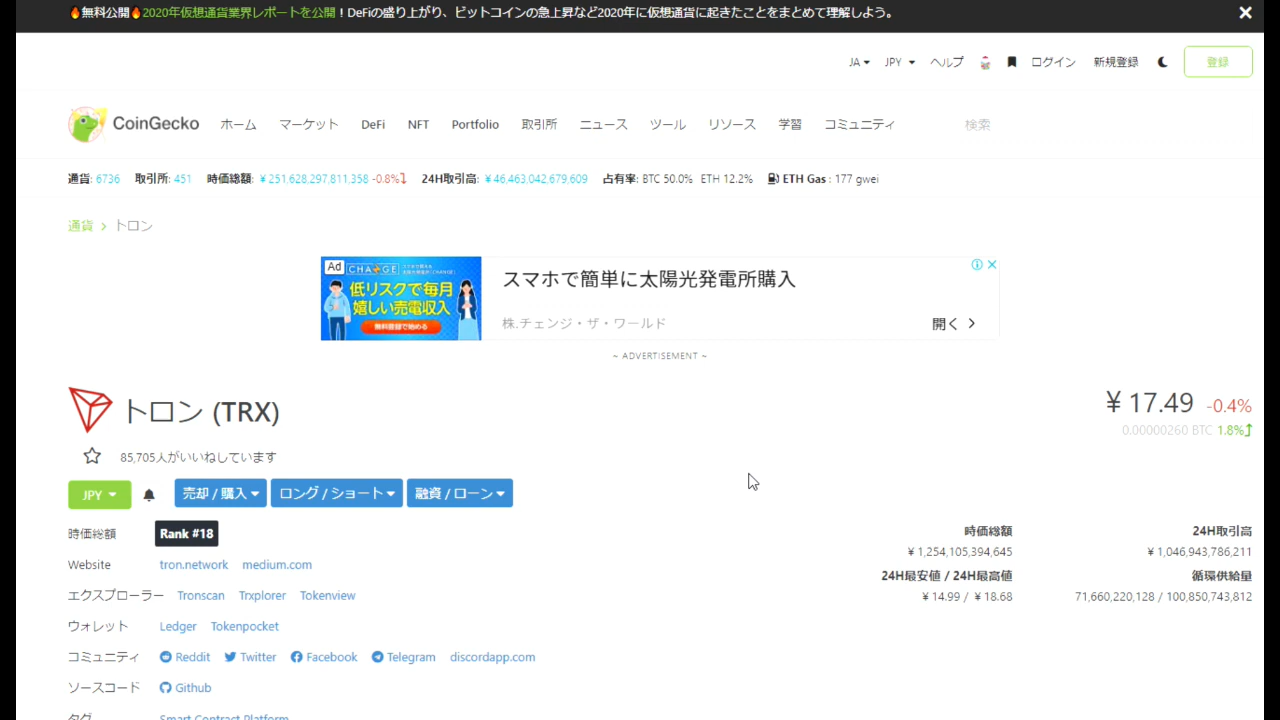 🔥無料公開🔥2020年仮想通貨業界レポートを公開！DeFiの盛り上がり、ビットコインの急上昇など2020年に仮想通貨に起きたことをまとめて理解しよう。
JA JPY ヘルプ ログイン 新規登録 登録
CoinGecko ホーム マーケット DeFi NFT Portfolio 取引所 ニュース ツール リソース 学習 コミュニティ 検索
通貨: 6736 取引所: 451 時価総額: ¥251,628,297,811,358 -0.8% 24H取引高: ¥46,463,042,679,609 占有率: BTC 50.0% ETH 12.2% ETH Gas : 177 gwei
通貨 > トロン
Ad CHANGE
低リスクで毎月
嬉しい売電収入
無料登録で始める
スマホで簡単に太陽光発電所購入
株.チェンジ・ザ・ワールド 開く
~ ADVERTISEMENT ~
トロン (TRX)
¥17.49 -0.4%
0.00000260 BTC 1.8%
85,705人がいいねしています
JPY 売却 / 購入 ロング / ショート 融資 / ローン
時価総額 Rank #18
Website tron.network medium.com
エクスプローラー Tronscan Trxplorer Tokenview
ウォレット Ledger Tokenpocket
コミュニティ Reddit Twitter Facebook Telegram discordapp.com
ソースコード Github
タグ Smart Contract Platform
時価総額 24H取引高
¥1,254,105,394,645 ¥1,046,943,786,211
24H最安値 / 24H最高値 循環供給量
¥14.99 / ¥18.68 71,660,220,128 / 100,850,743,812